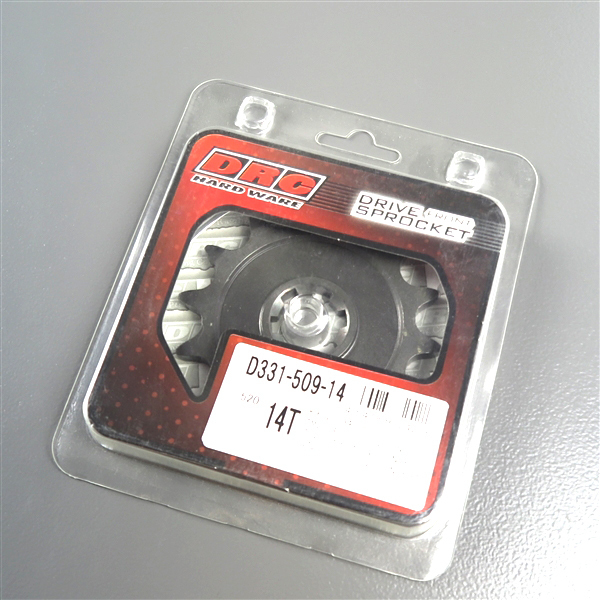 DRC
HARD WARE
DRIVE FRONT
SPROCKET
D331-509-14
520
14T